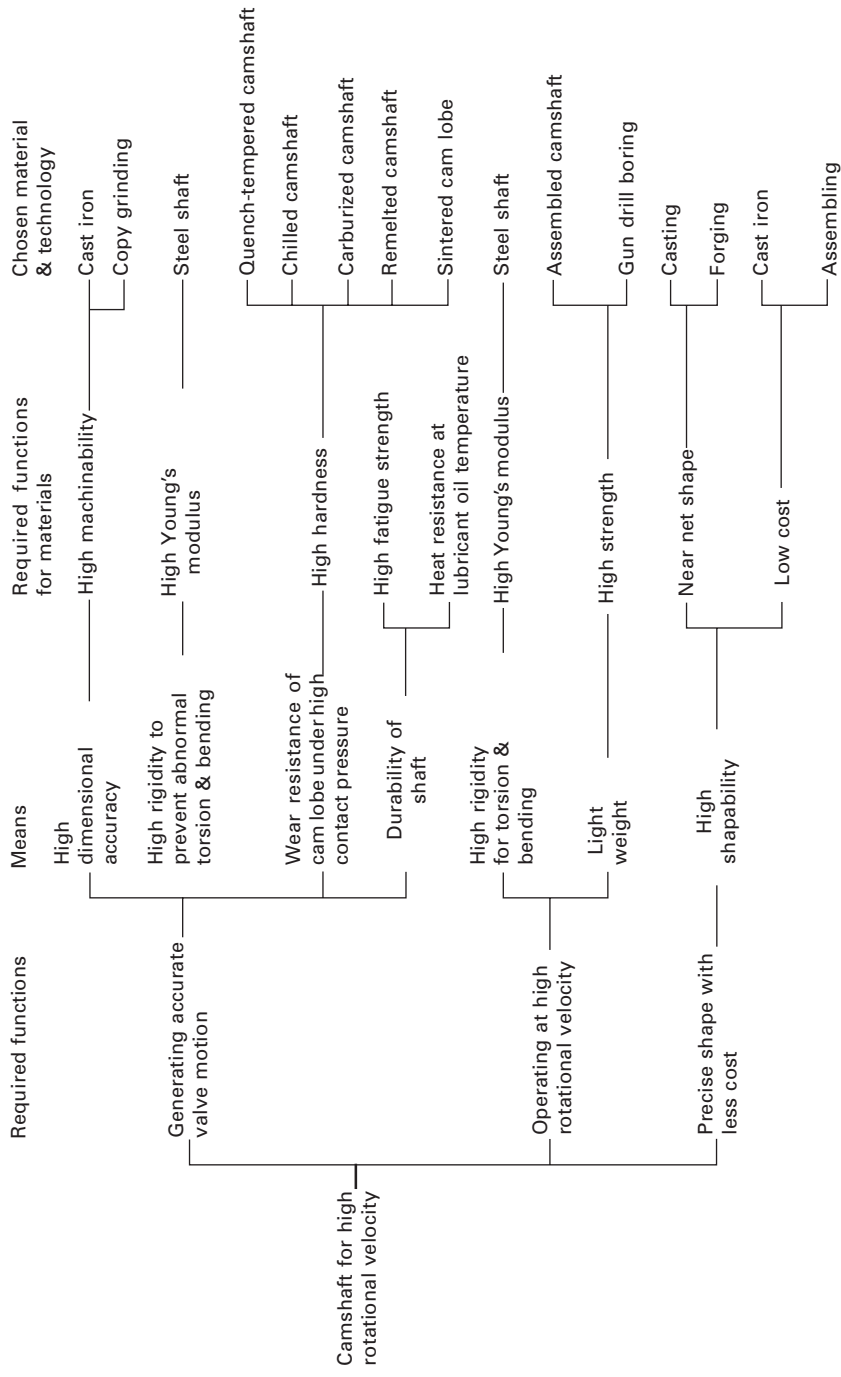 Required functions
Means
Required functions
for materials
Chosen material
& technology
Camshaft for high
rotational velocity
Generating accurate
valve motion
High
dimensional
accuracy
High machinability
Cast iron
Copy grinding
High rigidity to
prevent abnormal
torsion & bending
High Young's
modulus
Steel shaft
Wear resistance of
cam lobe under high
contact pressure
High hardness
Quench-tempered camshaft
Chilled camshaft
Carburized camshaft
Remelted camshaft
Sintered cam lobe
Durability of
shaft
High fatigue strength
Heat resistance at
lubricant oil temperature
Operating at high
rotational velocity
High rigidity
for torsion &
bending
High Young's modulus
Steel shaft
Light
weight
High strength
Assembled camshaft
Gun drill boring
Precise shape with
less cost
High
shapability
Near net shape
Casting
Forging
Low cost
Cast iron
Assembling